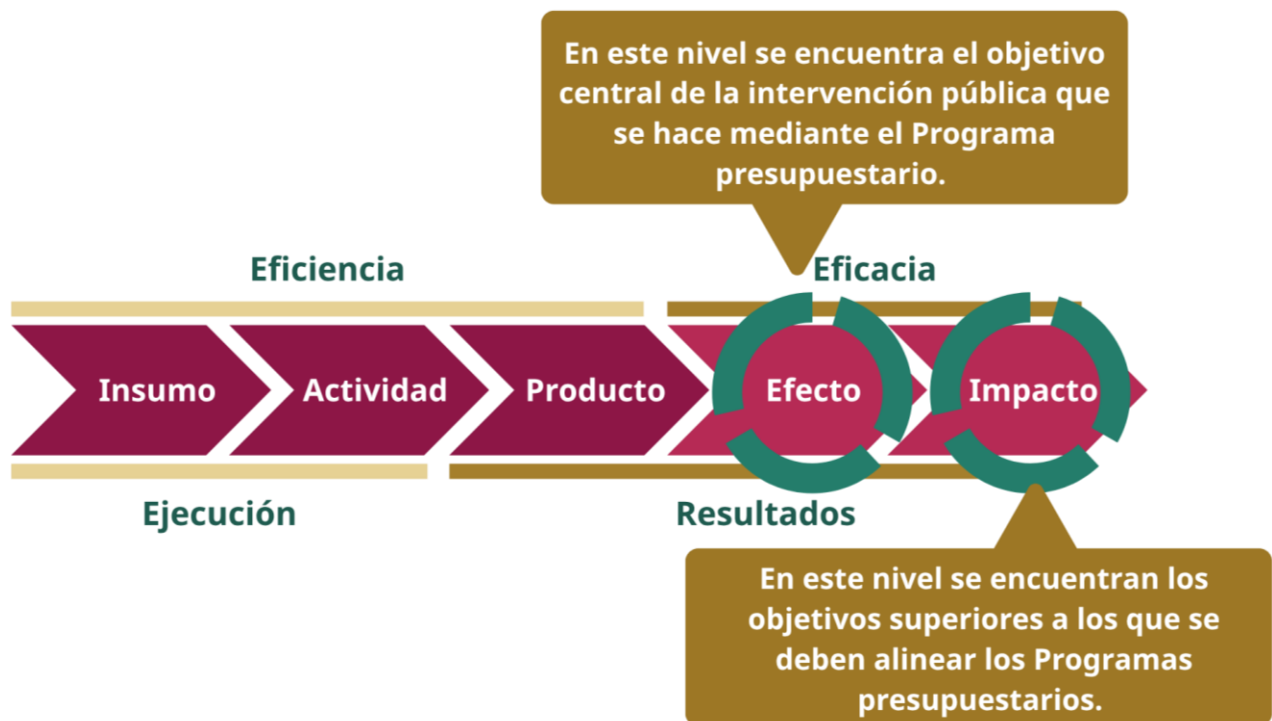 En este nivel se encuentra el objetivo
central de la intervención pública que
se hace mediante el Programa
presupuestario.
Eficiencia
Eficacia
Insumo
Actividad
Producto
Efecto
Impacto
Ejecución
Resultados
En este nivel se encuentran los
objetivos superiores a los que se
deben alinear los Programas
presupuestarios.